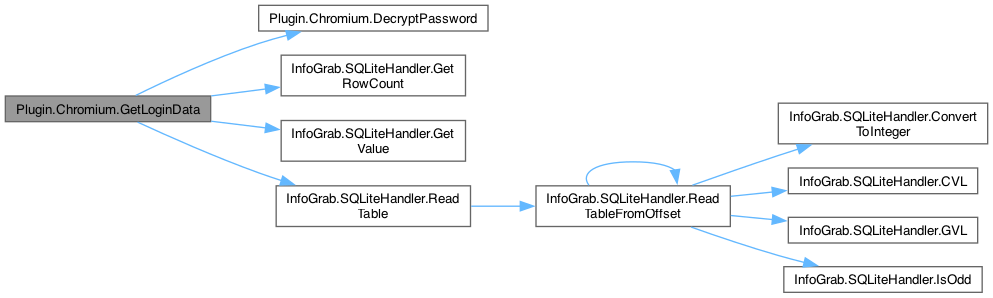 Plugin.Chromium.DecryptPassword
InfoGrab.SQLiteHandler.Get
RowCount
Plugin.Chromium.GetLoginData
InfoGrab.SQLiteHandler.Get
Value
InfoGrab.SQLiteHandler.Read
Table
InfoGrab.SQLiteHandler.Read
TableFromOffset
InfoGrab.SQLiteHandler.Convert
ToInteger
InfoGrab.SQLiteHandler.CVL
InfoGrab.SQLiteHandler.GVL
InfoGrab.SQLiteHandler.IsOdd